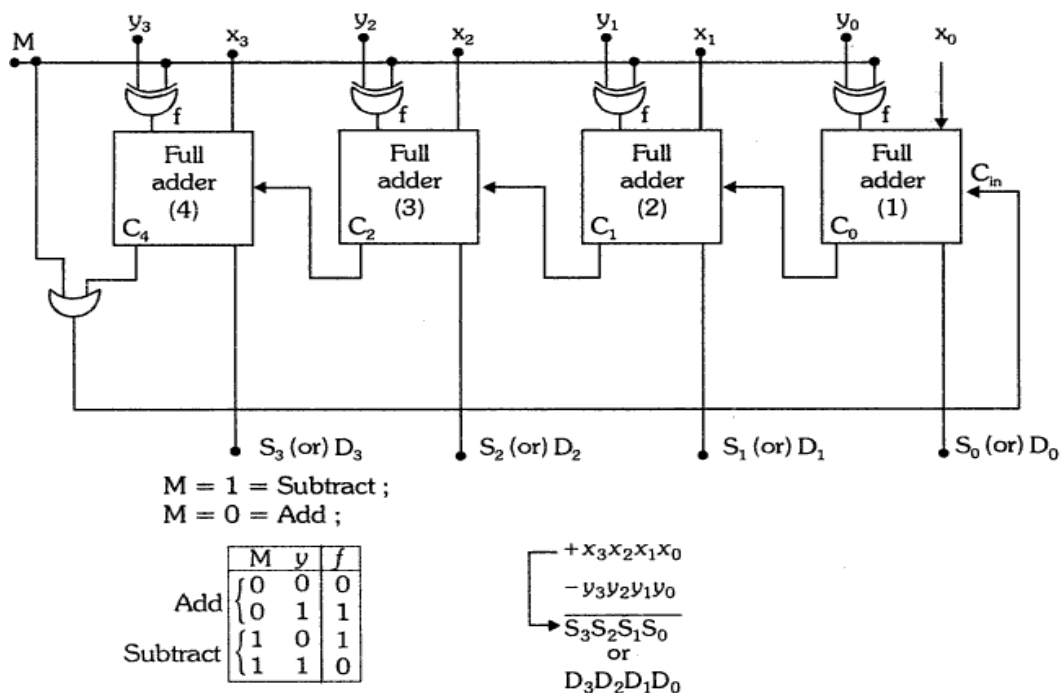 M y₃ x₃ y₂ x₂ y₁ x₁ y₀ x₀
f f f f
Full adder (4)
Full adder (3)
Full adder (2)
Full adder (1)
C₄ C₂ C₁ C₀ Cᵢₙ
S₃ (or) D₃ S₂ (or) D₂ S₁ (or) D₁ S₀ (or) D₀
M = 1 = Subtract ;
M = 0 = Add ;
M y f
Add 0 0 0
0 1 1
Subtract 1 0 1
1 1 0
+ x₃x₂x₁x₀
− y₃y₂y₁y₀
S₃S₂S₁S₀
or
D₃D₂D₁D₀